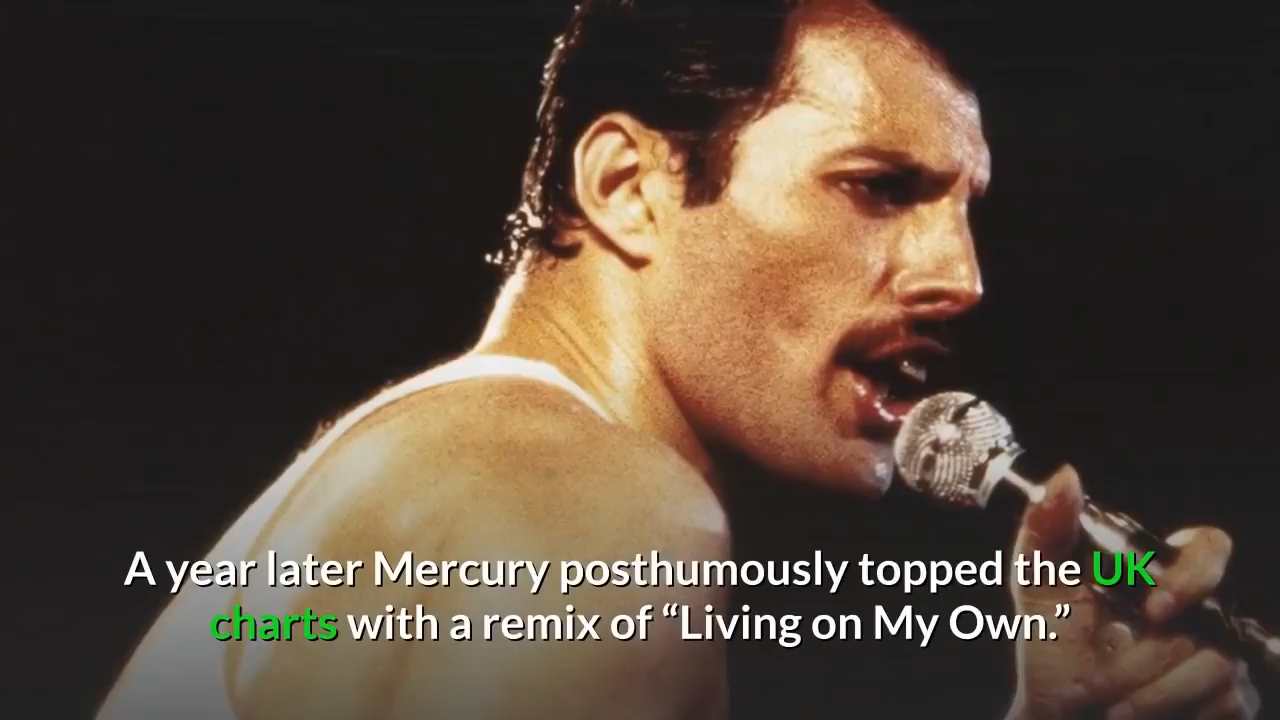 A year later Mercury posthumously topped the UK
charts with a remix of “Living on My Own.”